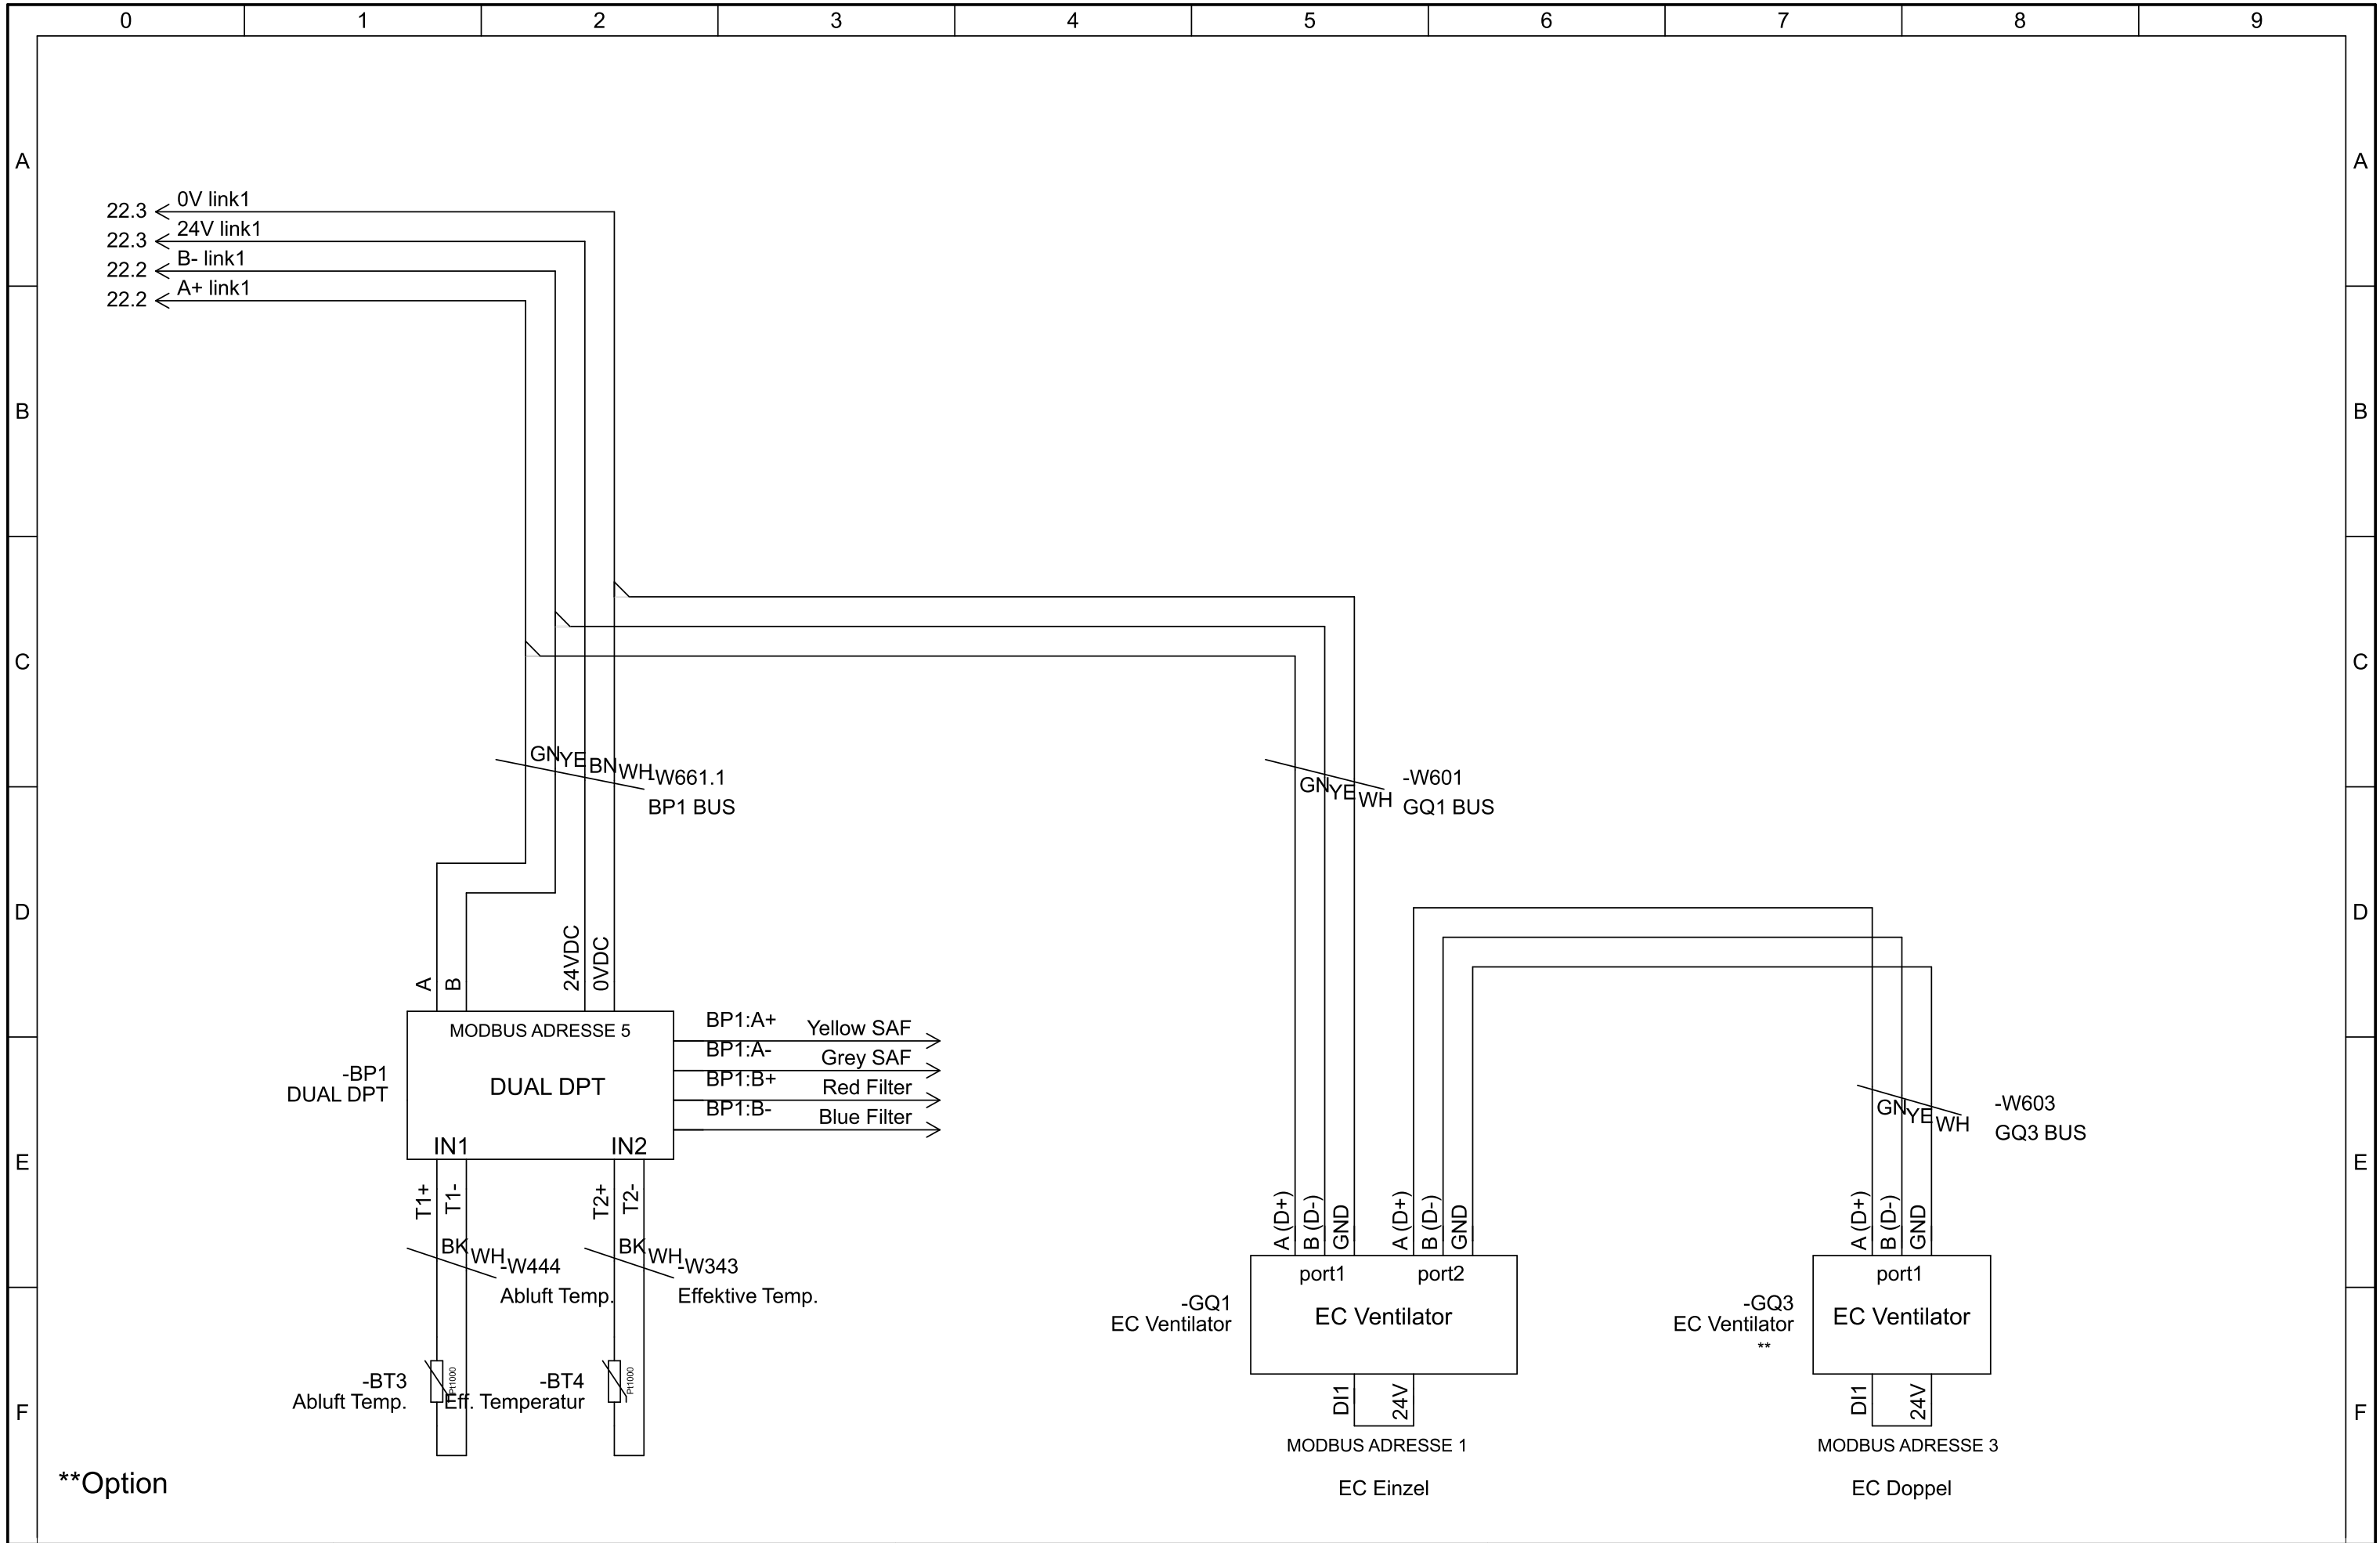 0 1 2 3 4 5 6 7 8 9
A A
22.3 0V link1
22.3 24V link1
22.2 B- link1
22.2 A+ link1
B B
C C
GN YE BN WH -W661.1
BP1 BUS
GN YE WH -W601
GQ1 BUS
D D
A B 24VDC 0VDC
MODBUS ADRESSE 5
-BP1
DUAL DPT
DUAL DPT
BP1:A+ Yellow SAF
BP1:A- Grey SAF
BP1:B+ Red Filter
BP1:B- Blue Filter
IN1 IN2
GN YE WH -W603
GQ3 BUS
E E
T1+ T1- T2+ T2-
A (D+) B (D-) GND A (D+) B (D-) GND
A (D+) B (D-) GND
BK WH -W444
Abluft Temp.
BK WH -W343
Effektive Temp.
port1 port2
-GQ1
EC Ventilator
EC Ventilator
port1
-GQ3
EC Ventilator
**
EC Ventilator
-BT3
Abluft Temp.
Pt1000
-BT4
Eff. Temperatur
Pt1000
DI1 24V
DI1 24V
F F
MODBUS ADRESSE 1
MODBUS ADRESSE 3
**Option
EC Einzel
EC Doppel